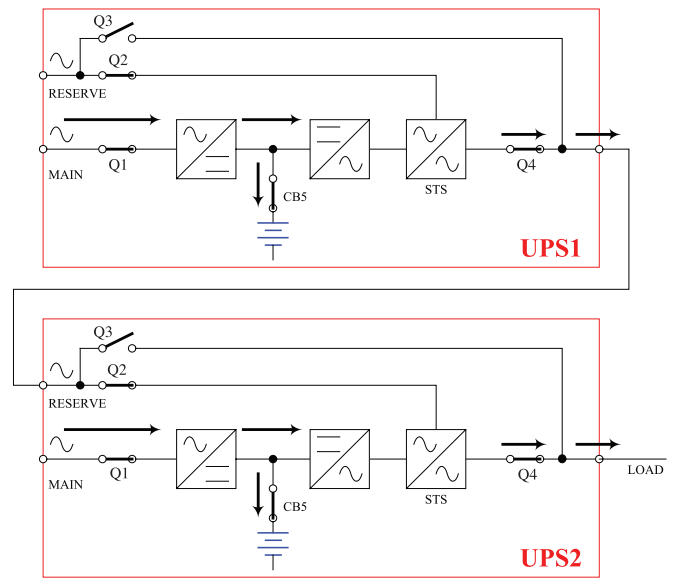 Q3
Q2
RESERVE
MAIN
Q1
CB5
STS
Q4
UPS1
Q3
Q2
RESERVE
MAIN
Q1
CB5
STS
Q4
LOAD
UPS2